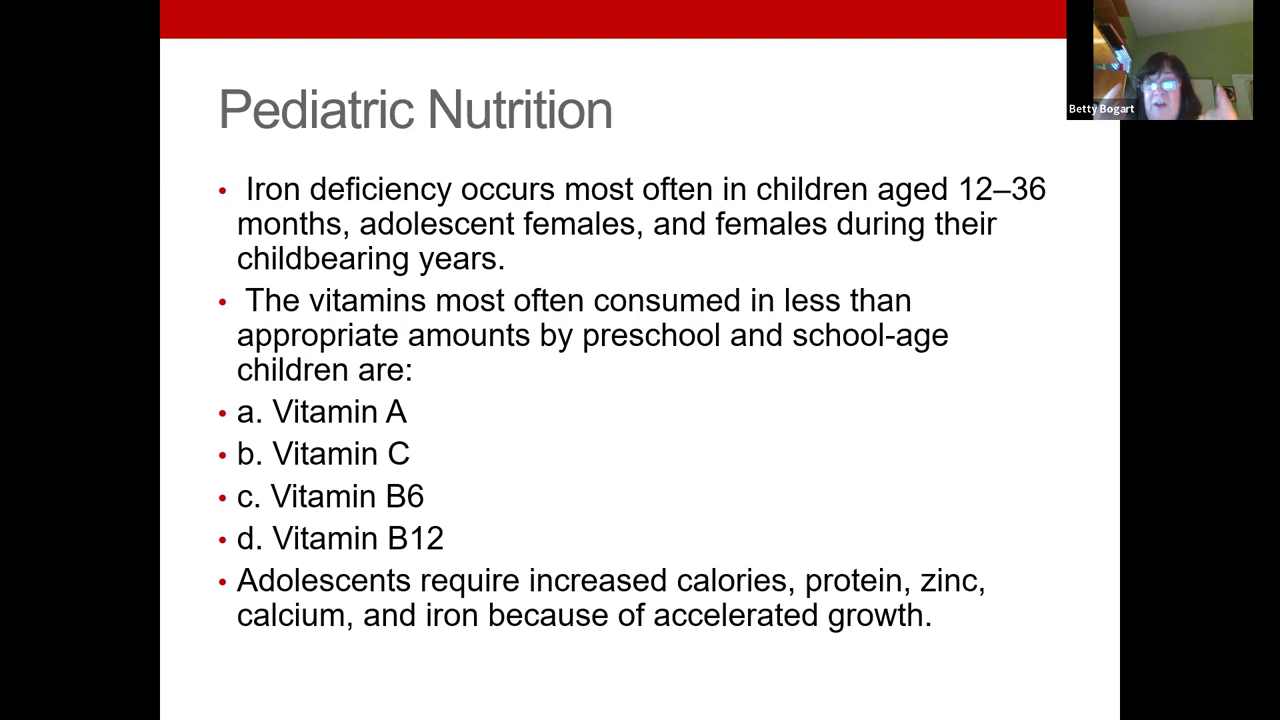 Pediatric Nutrition
• Iron deficiency occurs most often in children aged 12–36
months, adolescent females, and females during their
childbearing years.
• The vitamins most often consumed in less than
appropriate amounts by preschool and school-age
children are:
• a. Vitamin A
• b. Vitamin C
• c. Vitamin B6
• d. Vitamin B12
• Adolescents require increased calories, protein, zinc,
calcium, and iron because of accelerated growth.
Betty Bogart